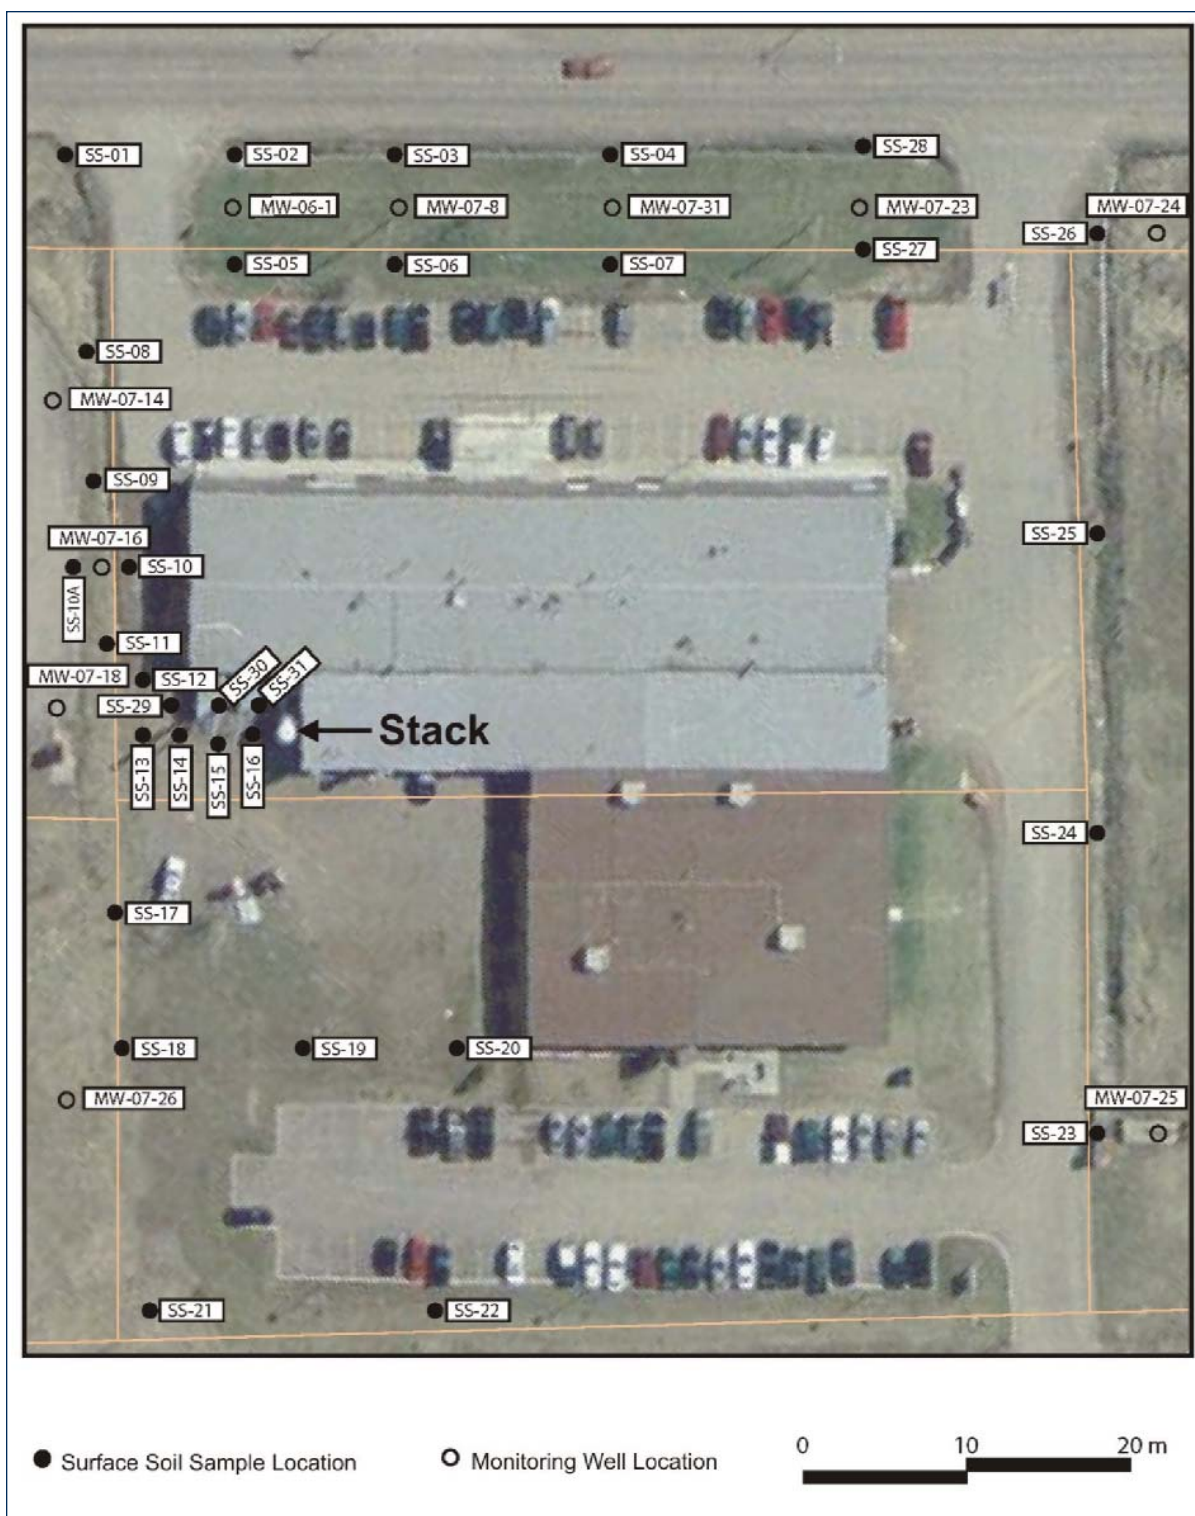 SS-01
SS-02
SS-03
SS-04
SS-28
MW-06-1
MW-07-8
MW-07-31
MW-07-23
MW-07-24
SS-26
SS-05
SS-06
SS-07
SS-27
SS-08
MW-07-14
SS-09
MW-07-16
SS-10
SS-25
SS-10A
SS-11
MW-07-18
SS-12
SS-30
SS-31
SS-29
Stack
SS-13
SS-14
SS-15
SS-16
SS-24
SS-17
SS-18
SS-19
SS-20
MW-07-26
MW-07-25
SS-23
SS-21
SS-22
Surface Soil Sample Location
Monitoring Well Location
0 10 20 m